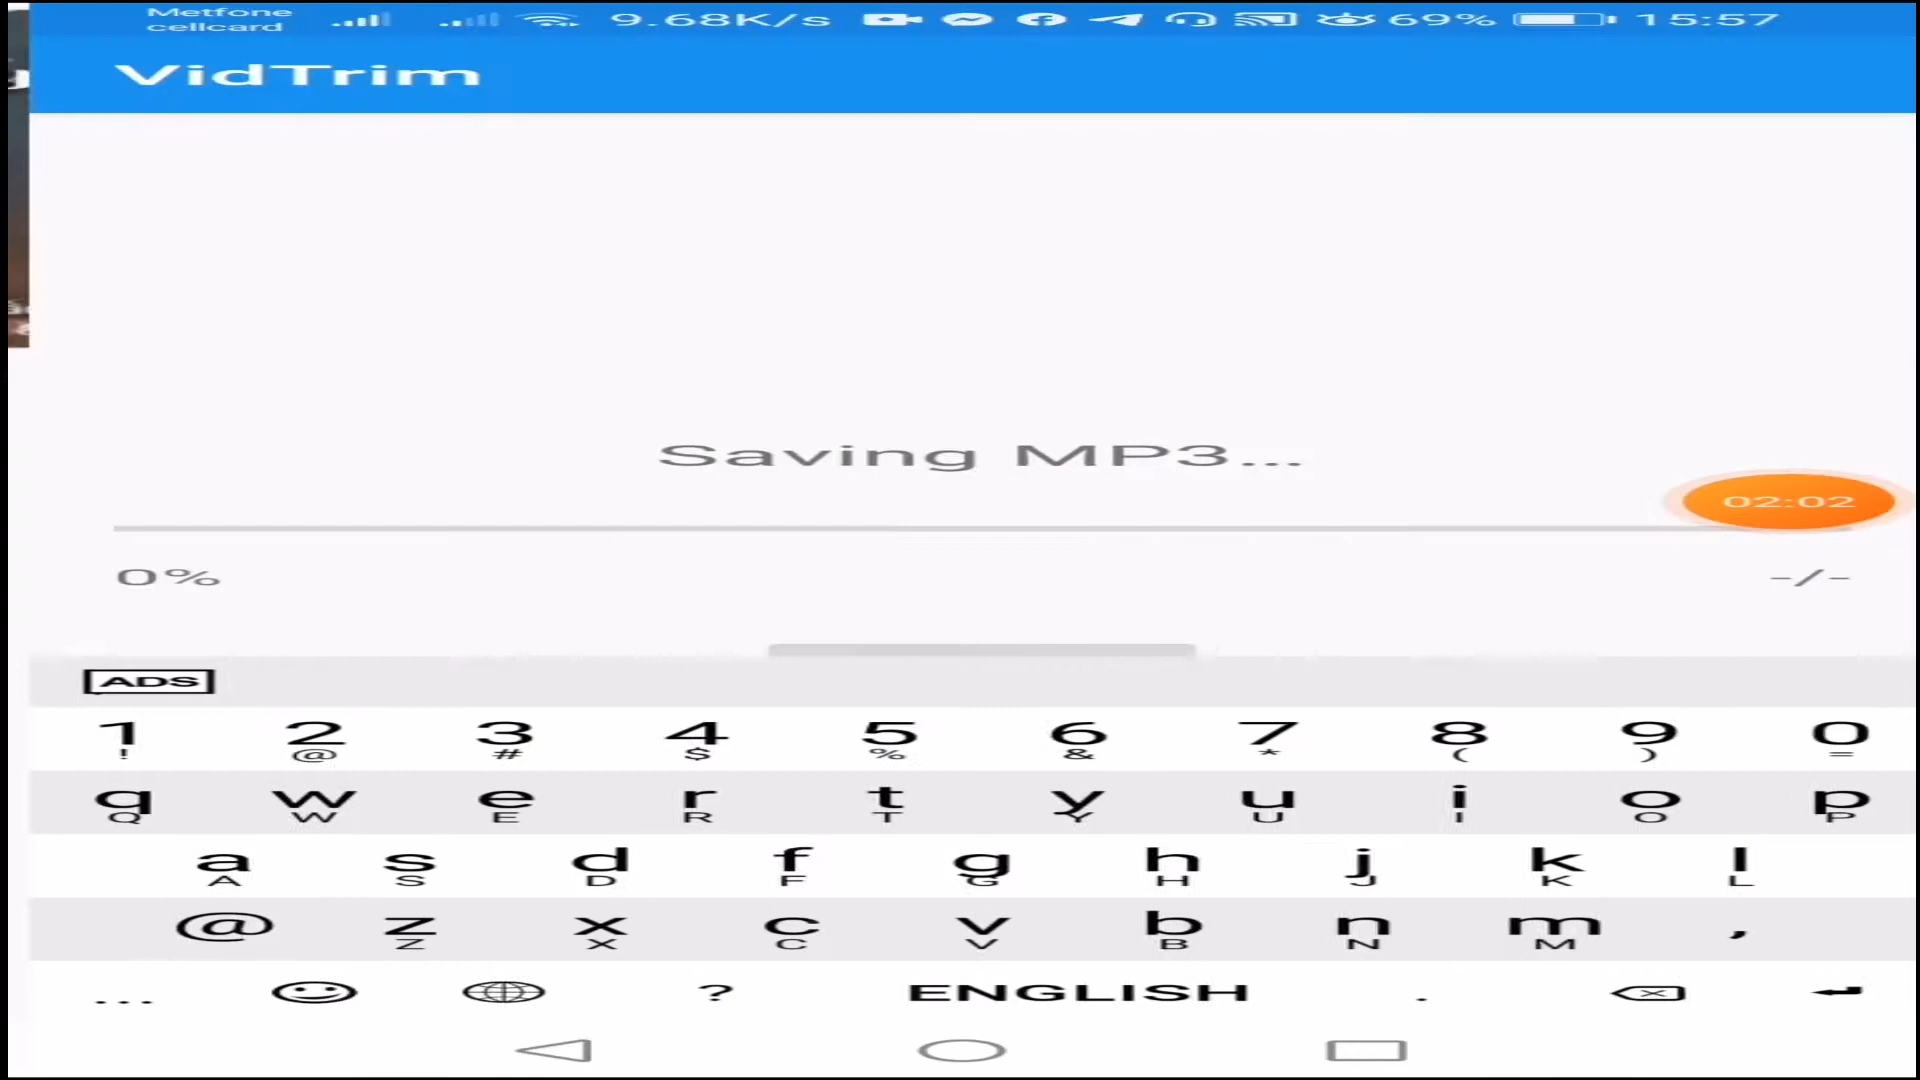 Metfone
cellcard
9.68K/s 69% 15:57
VidTrim
Saving MP3...
02:02
0% -/-
ADS
1 2 3 4 5 6 7 8 9 0
! @ # $ % & * ( ) =
q w e r t y u i o p
Q W E R T Y U I O P
a s d f g h j k l
A S D F G H J K L
@ z x c v b n m ,
Z X C V B N M
... ? ENGLISH .